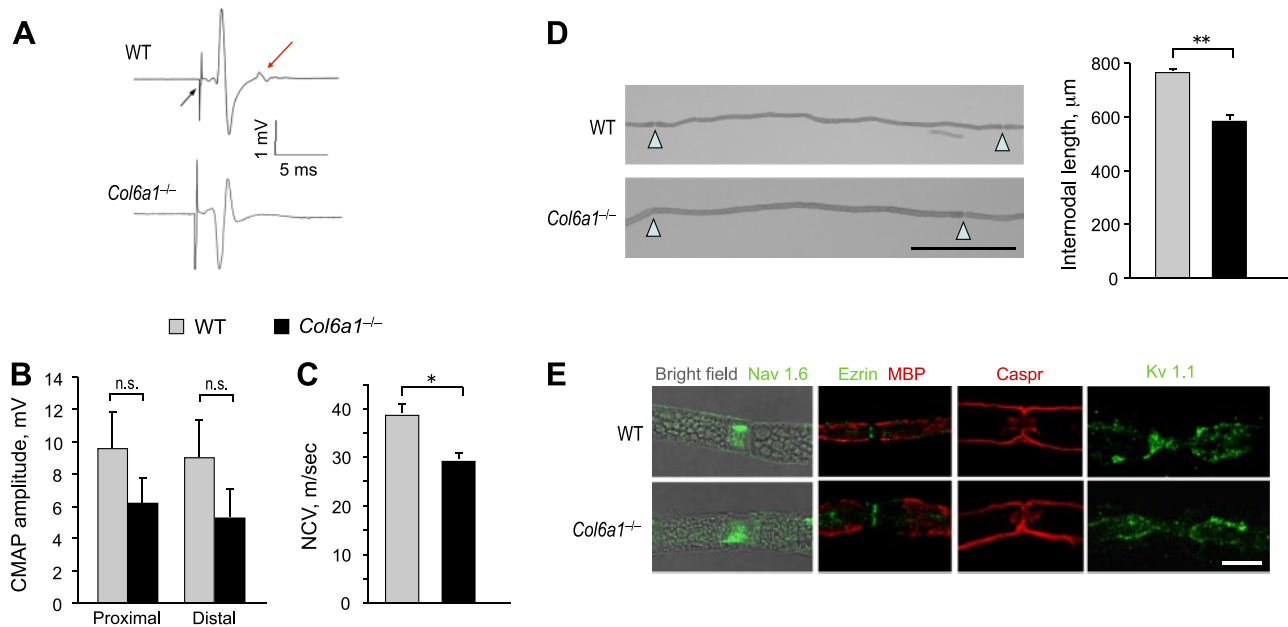 A
WT
1 mV
5 ms
Col6a1–/–
WT
Col6a1–/–
B
CMAP amplitude, mV
14
12
10
8
6
4
2
0
n.s.
n.s.
Proximal
Distal
C
NCV, m/sec
40
30
20
30
0
*
D
WT
Col6a1–/–
Internodal length, µm
800
600
400
200
0
**
E
Bright field Nav 1.6
Ezrin MBP
Caspr
Kv 1.1
WT
Col6a1–/–